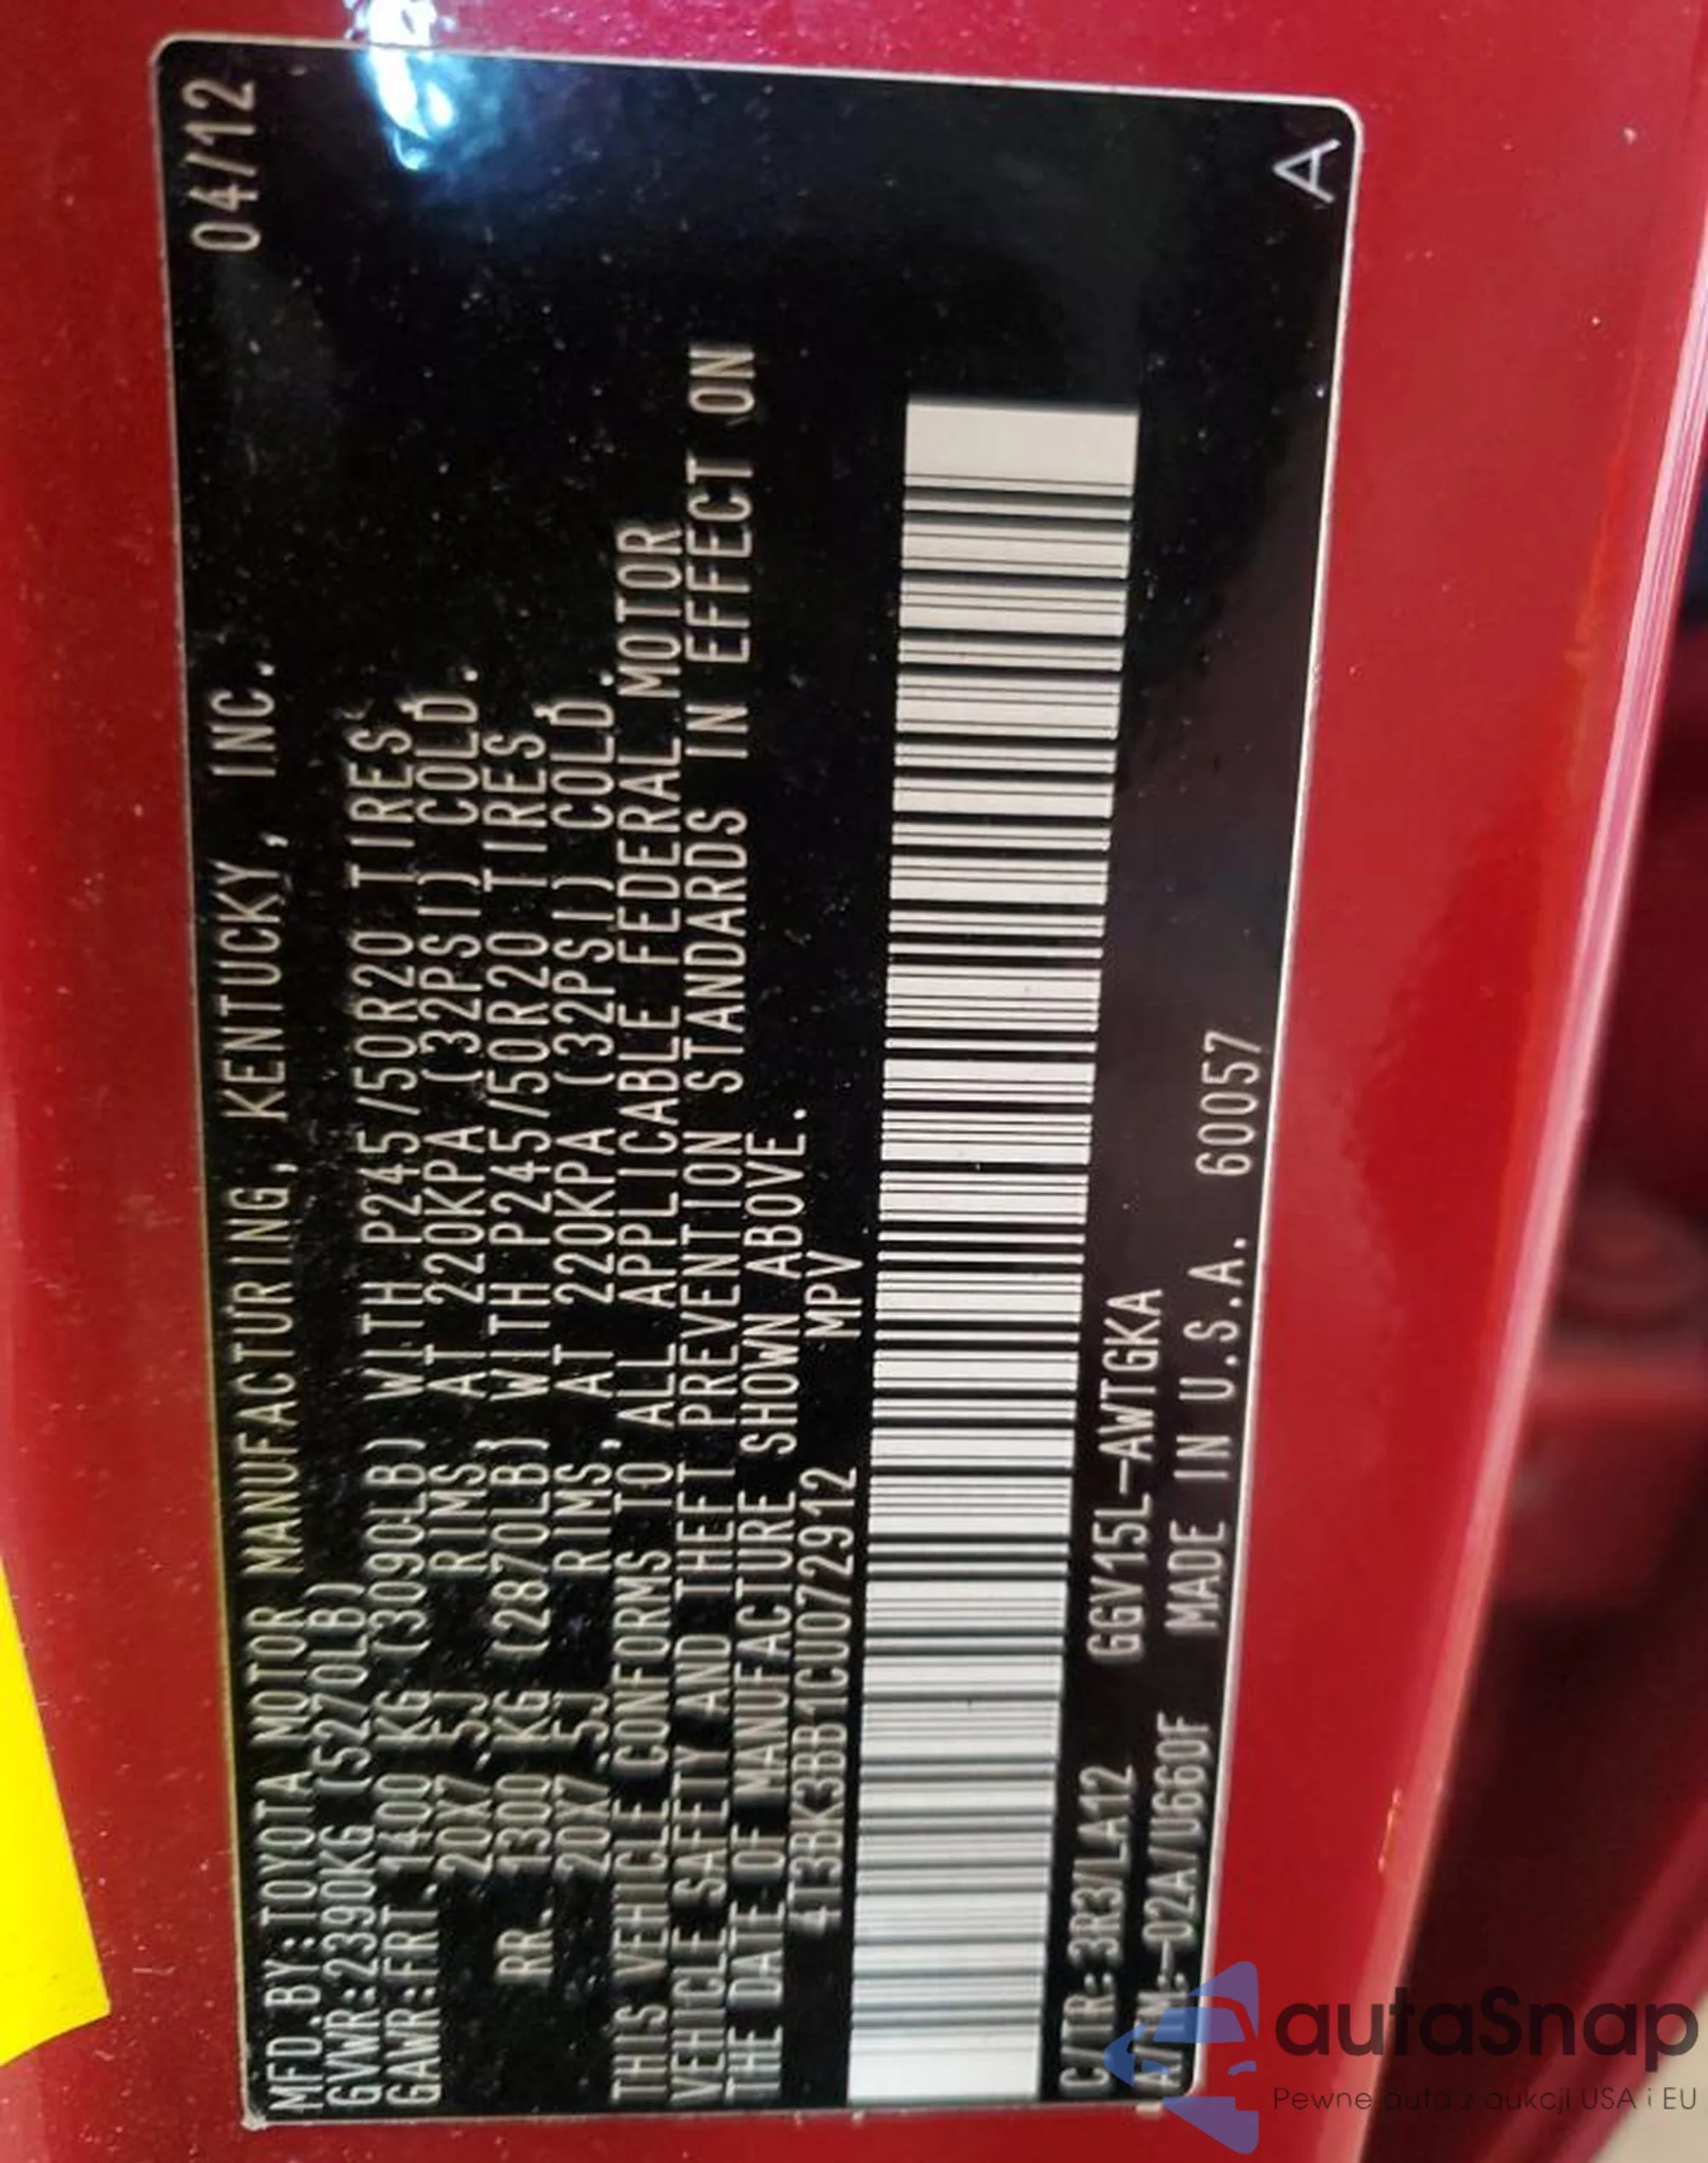 04/12
MFD.BY:TOYOTA MOTOR MANUFACTURING, KENTUCKY, INC.
GVWR:2390KG (5270LB)
GAWR:FRT.1400 KG (3090LB) WITH P245/50R20 TIRES
20X7.5J RIMS, AT 220KPA (32PSI) COLD.
RR. 1300 KG (2870LB) WITH P245/50R20 TIRES
20X7.5J RIMS, AT 220KPA (32PSI) COLD.
THIS VEHICLE CONFORMS TO ALL APPLICABLE FEDERAL MOTOR
VEHICLE SAFETY AND THEFT PREVENTION STANDARDS IN EFFECT ON
THE DATE OF MANUFACTURE SHOWN ABOVE.
4T3BK3BB1CU072912 MPV
C/TR:3R3/LA12 GGV15L-AWTGKA
A/TM:-02A/U660F MADE IN U.S.A. 60057
A
autaSnap
Pewne auta z aukcji USA i EU